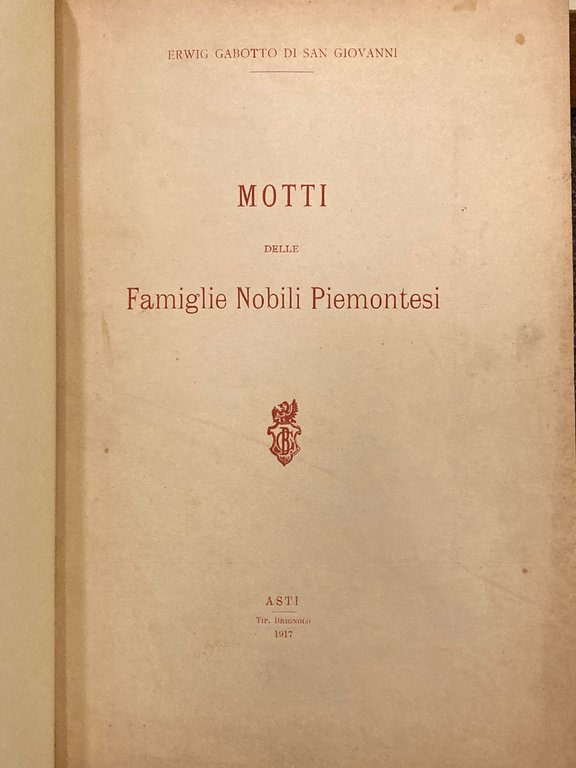 ERWIG GABOTTO DI SAN GIOVANNI
MOTTI
DELLE
Famiglie Nobili Piemontesi
ASTI
TIP. BRIGNOLO
1917